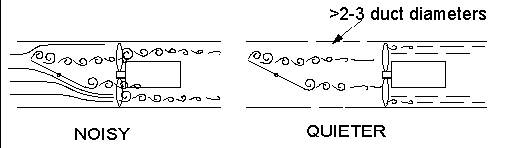 >2-3 duct diameters
NOISY
QUIETER